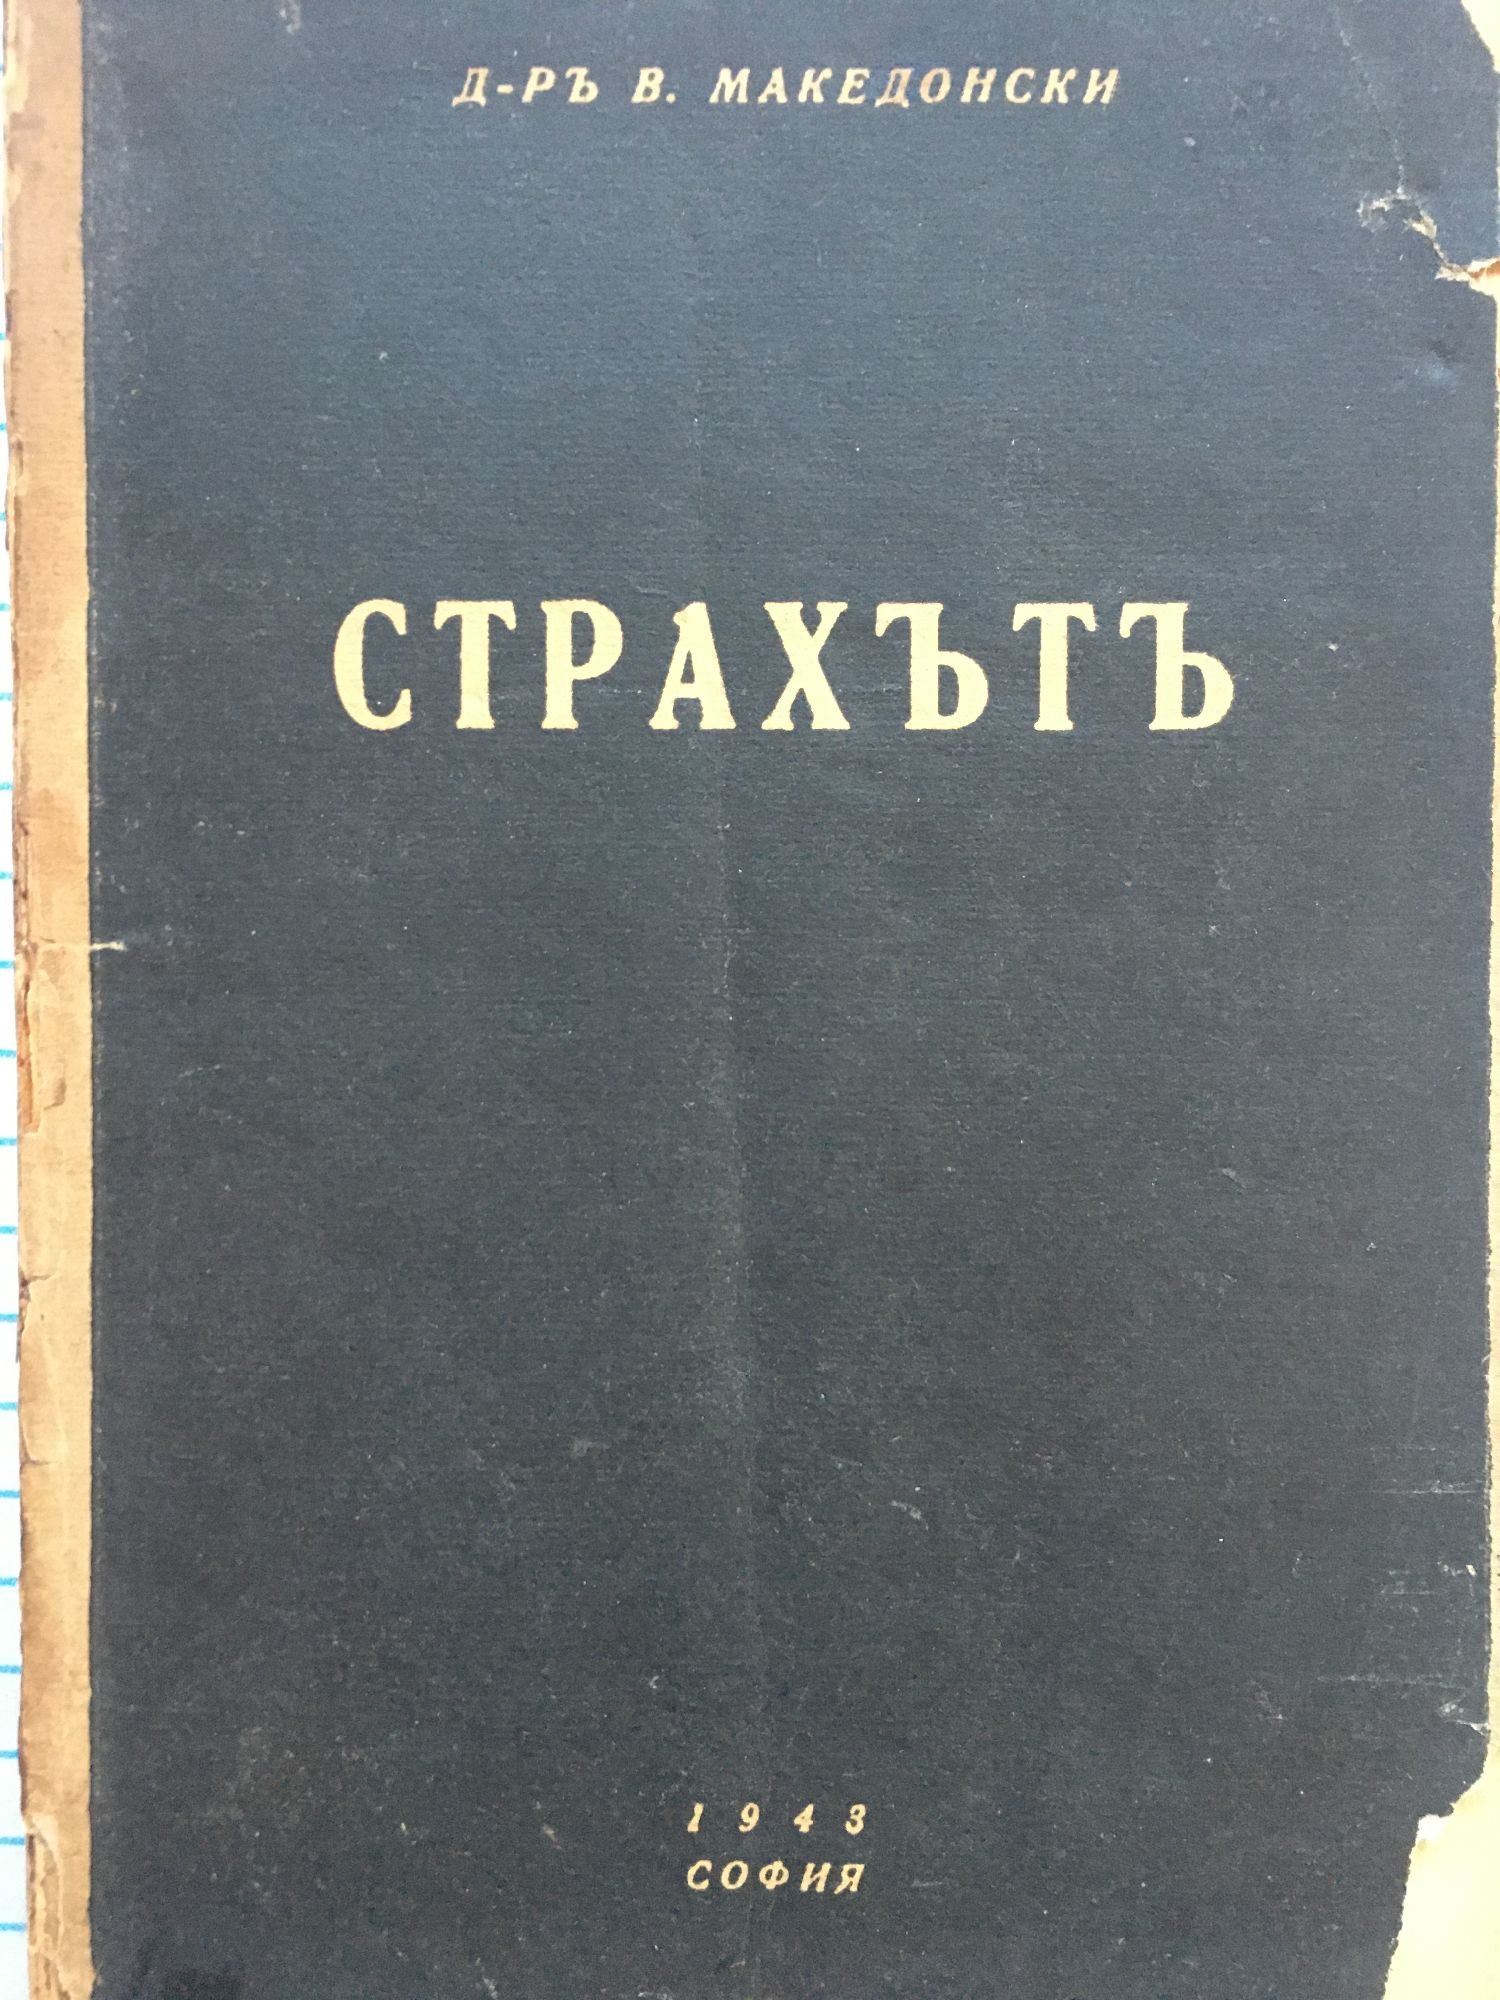 Д-РЪ В. МАКЕДОНСКИ
СТРАХЪТЪ
1943
СОФИЯ